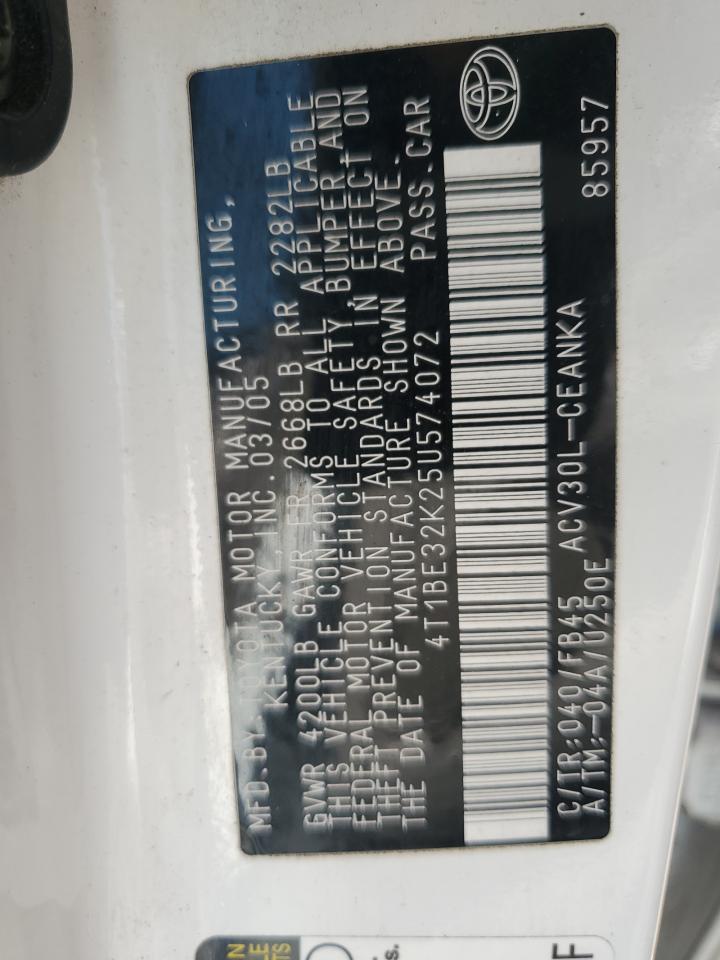 MFD.BY:TOYOTA MOTOR MANUFACTURING,
KENTUCKY,INC.03/05
GVWR 4200LB GAWR FR 2668LB RR 2282LB
THIS VEHICLE CONFORMS TO ALL APPLICABLE
FEDERAL MOTOR VEHICLE SAFETY,BUMPER AND
THEFT PREVENTION STANDARDS IN EFFECT ON
THE DATE OF MANUFACTURE SHOWN ABOVE.
4T1BE32K25U574072 PASS.CAR
C/TR:040/FB45 ACV30L-CEANKA 85957
A/TM:-04A/U250E